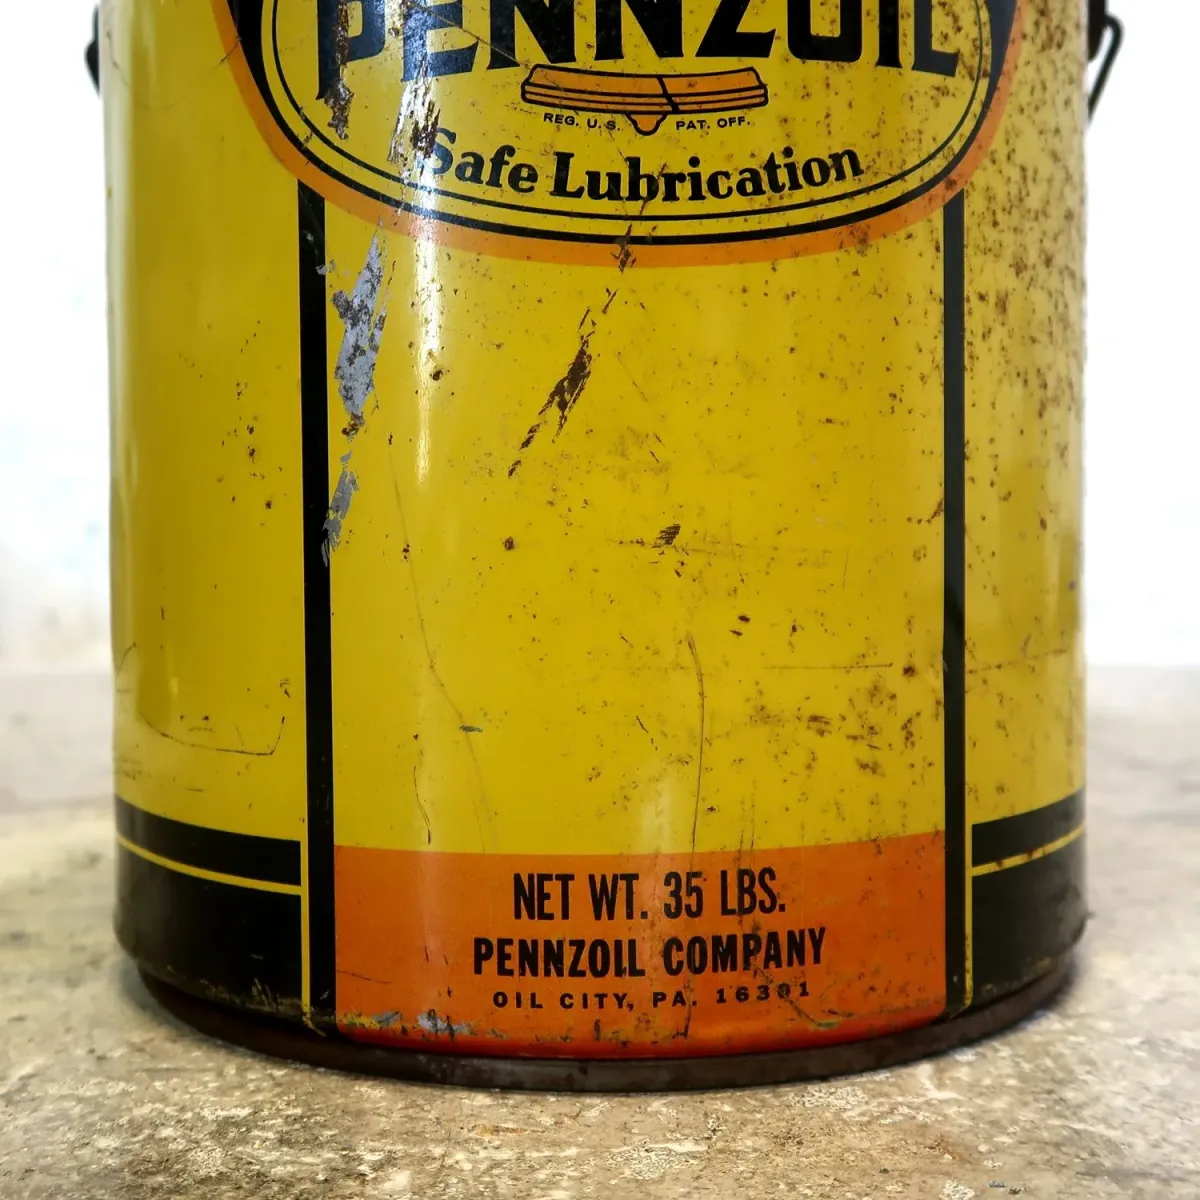 PENNZOIL
REG. U.S. PAT. OFF.
Safe Lubrication
NET WT. 35 LBS.
PENNZOIL COMPANY
OIL CITY, PA. 16301